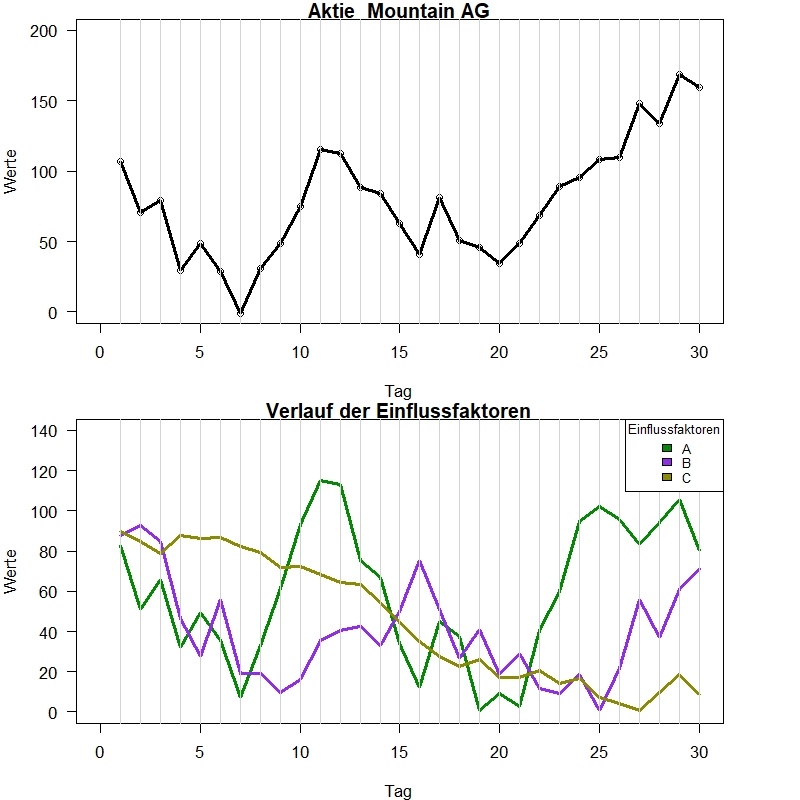 Aktie  Mountain AG
200
150
100
50
0
Werte
0 5 10 15 20 25 30
Tag
Verlauf der Einflussfaktoren
140
120
100
80
60
40
20
0
Werte
Einflussfaktoren
A
B
C
0 5 10 15 20 25 30
Tag